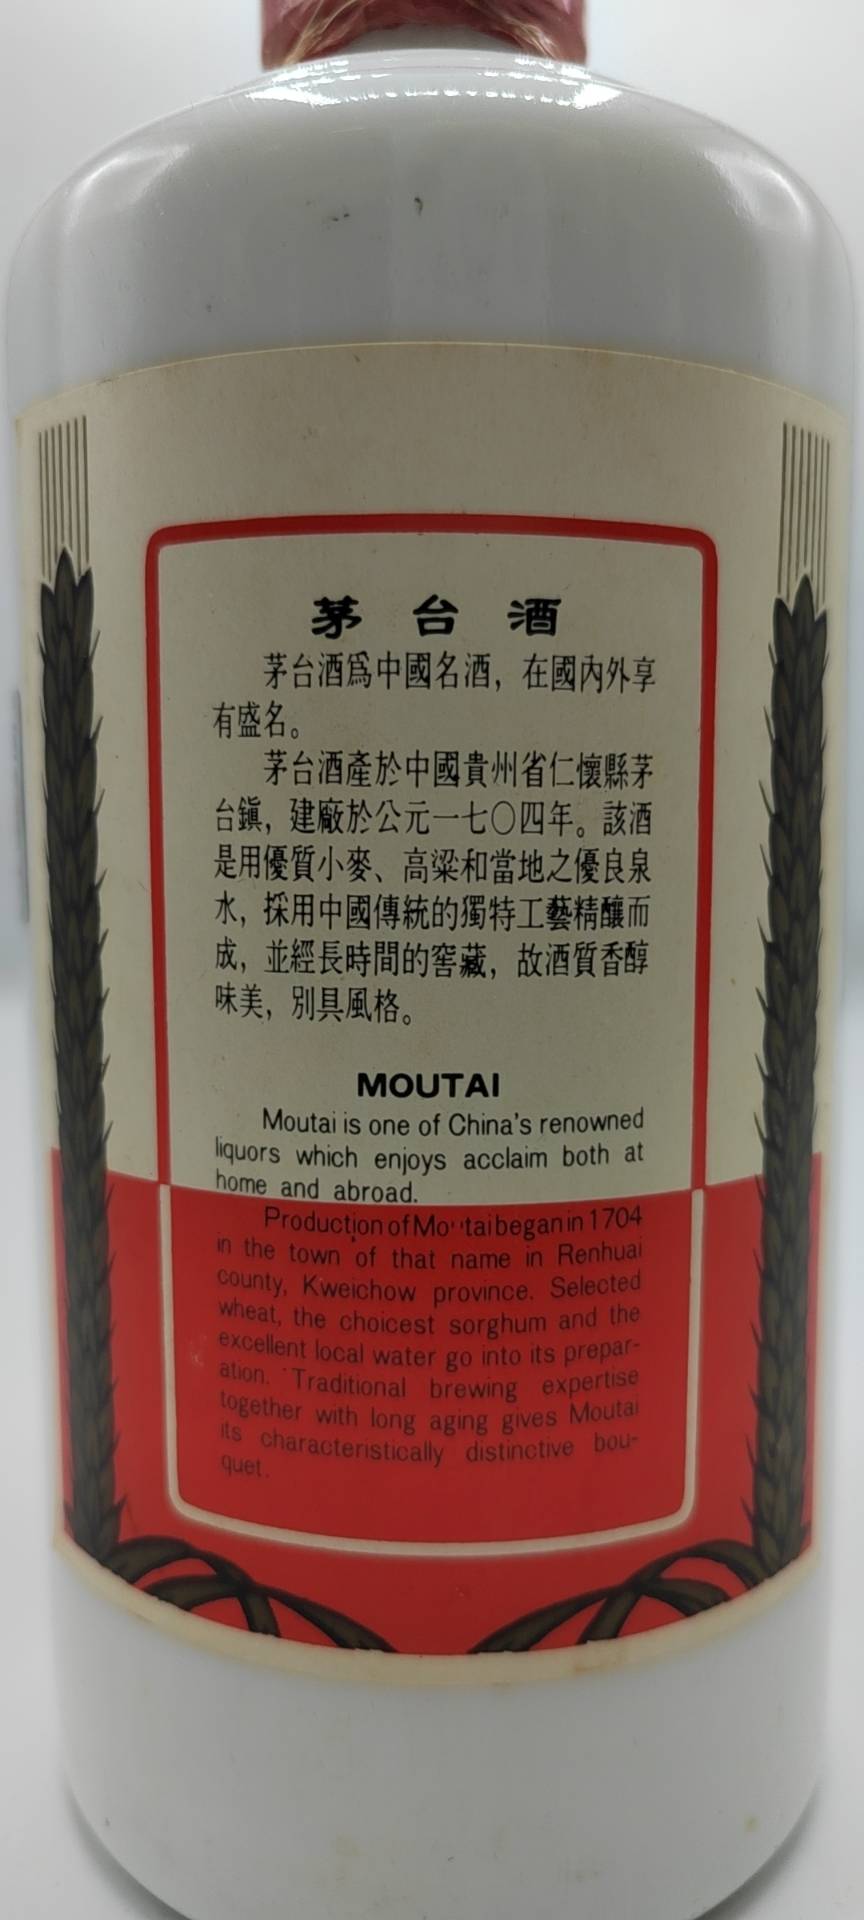 茅台酒
茅台酒爲中國名酒，在國內外享
有盛名。
茅台酒產於中國貴州省仁懷縣茅
台鎭，建廠於公元一七〇四年。該酒
是用優質小麥、高粱和當地之優良泉
水，採用中國傳統的獨特工藝精釀而
成，並經長時間的窖藏，故酒質香醇
味美，別具風格。
MOUTAI
Moutai is one of China's renowned
liquors which enjoys acclaim both at
home and abroad.
Production of Moutai began in 1704
in the town of that name in Renhuai
county, Kweichow province. Selected
wheat, the choicest sorghum and the
excellent local water go into its prepar-
ation. Traditional brewing expertise
together with long aging gives Moutai
its characteristically distinctive bou-
quet.